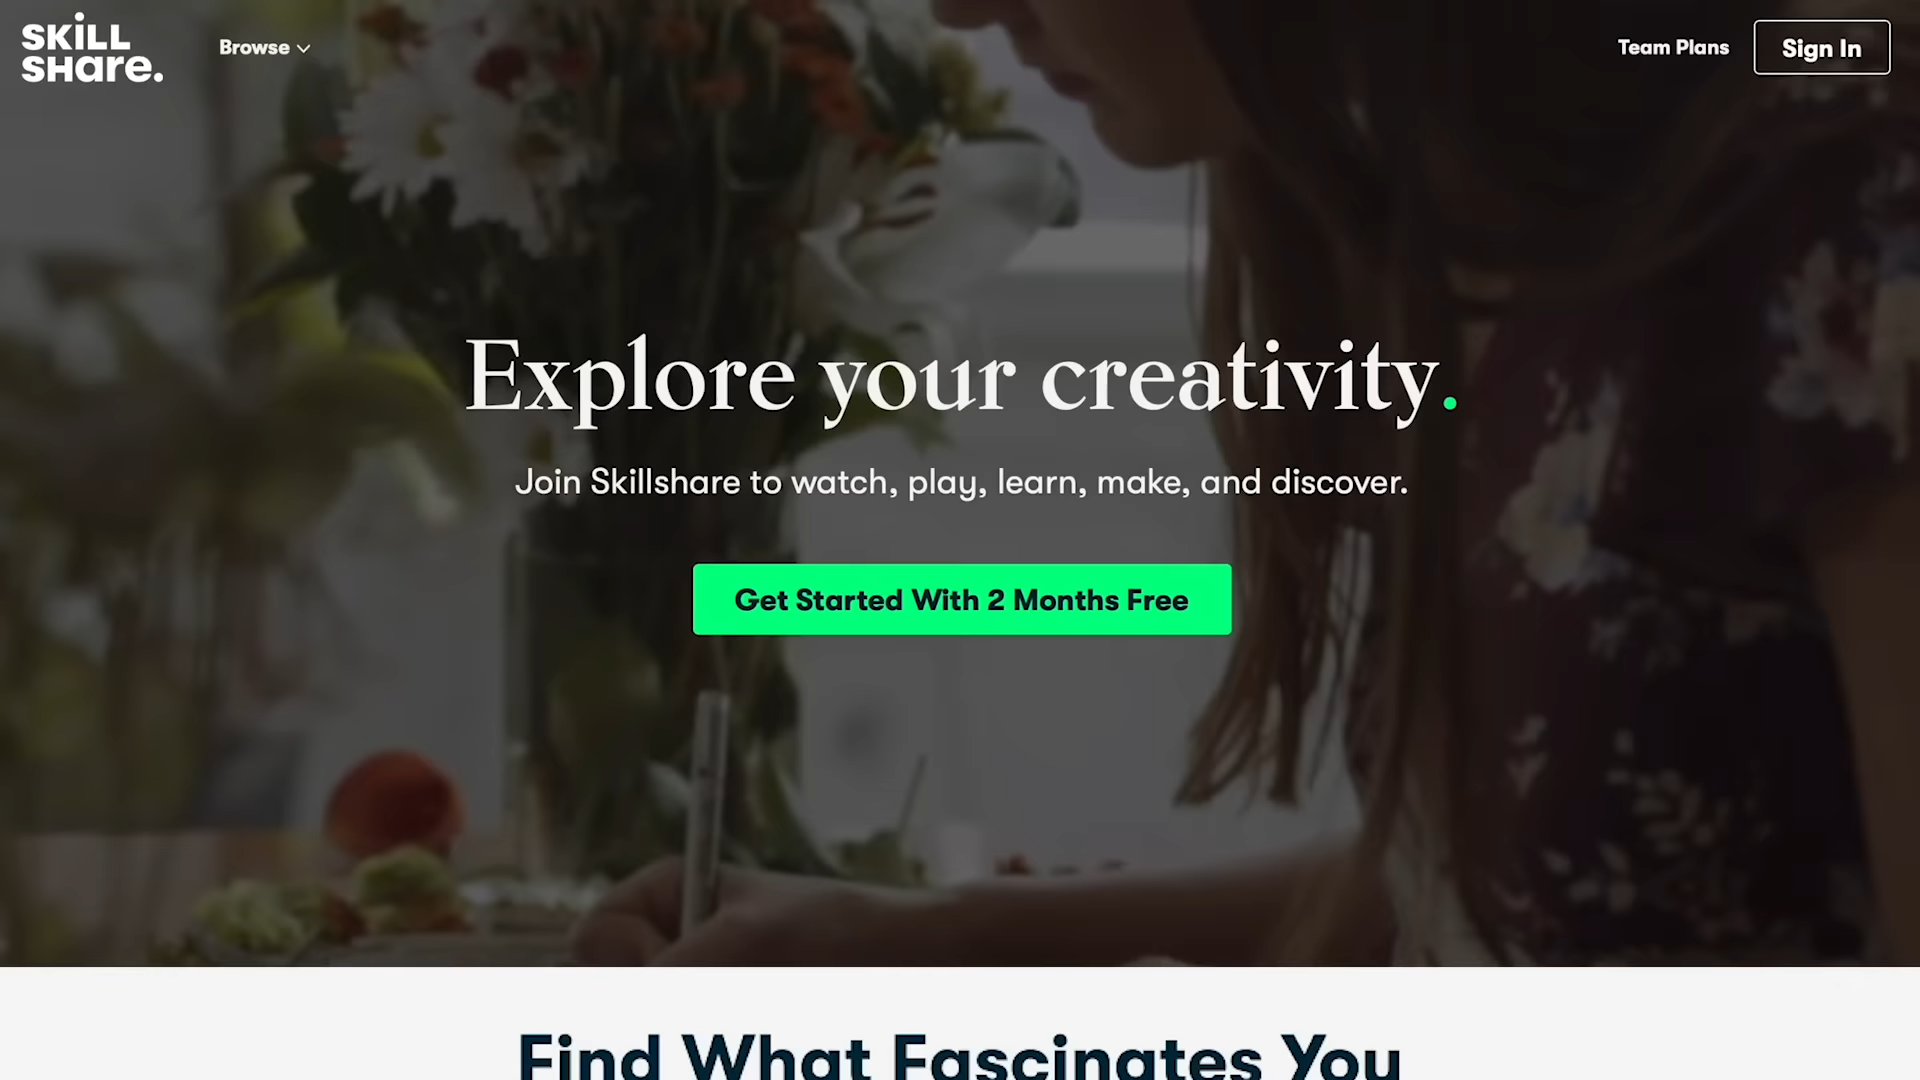 SKiLL
SHare.
Browse
Team Plans
Sign In
Explore your creativity.
Join Skillshare to watch, play, learn, make, and discover.
Get Started With 2 Months Free
Find What Fascinates You